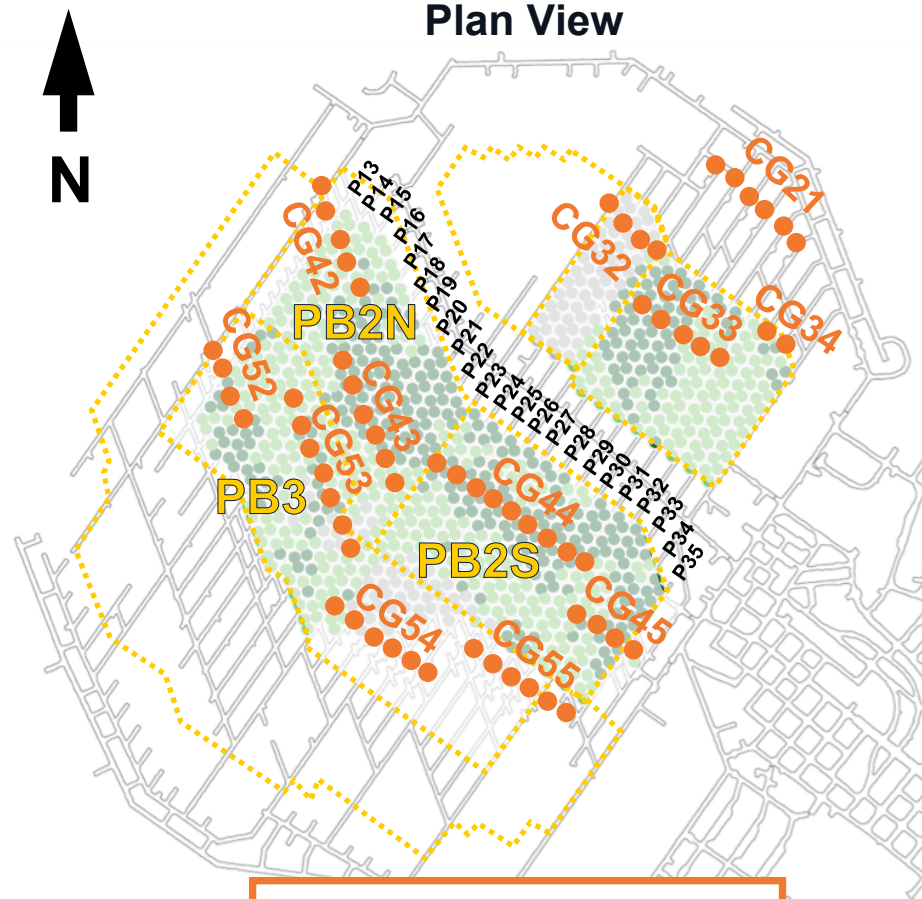 Plan View
N
P13
P14
P15
P16
P17
P18
P19
P20
P21
P22
P23
P24
P25
P26
P27
P28
P29
P30
P31
P32
P33
P34
P35
CG21
CG32
CG33
CG34
CG42
PB2N
CG52
CG43
CG53
CG44
PB3
PB2S
CG45
CG54
CG55